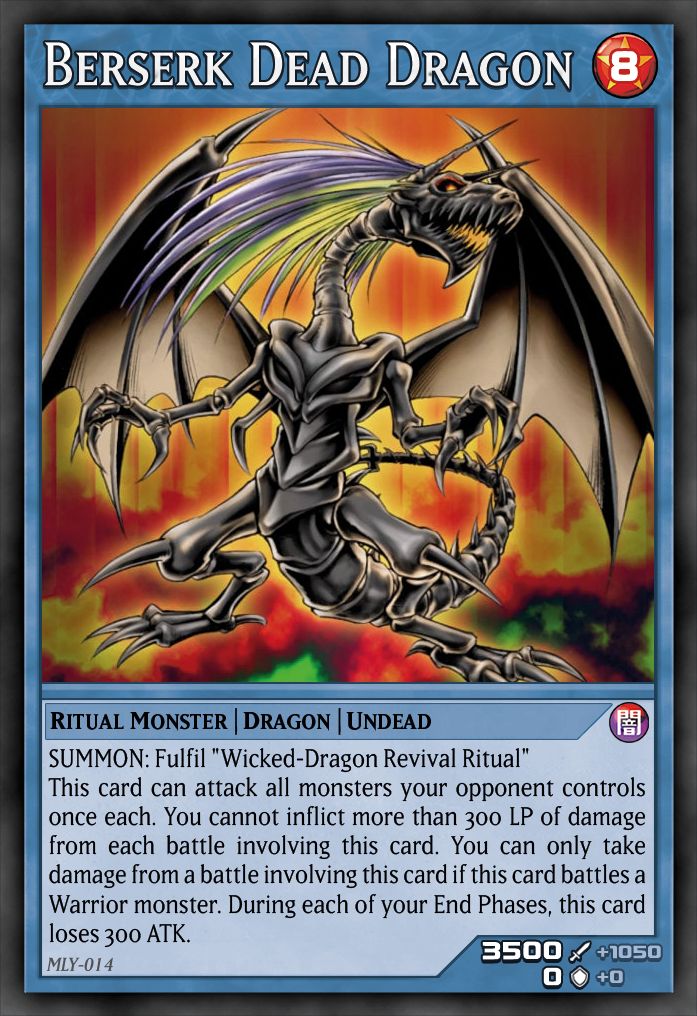 Berserk Dead Dragon 8
Ritual Monster | Dragon | Undead 闇
SUMMON: Fulfil "Wicked-Dragon Revival Ritual"
This card can attack all monsters your opponent controls
once each. You cannot inflict more than 300 LP of damage
from each battle involving this card. You can only take
damage from a battle involving this card if this card battles a
Warrior monster. During each of your End Phases, this card
loses 300 ATK.
3500 +1050
MLY-014
0 +0